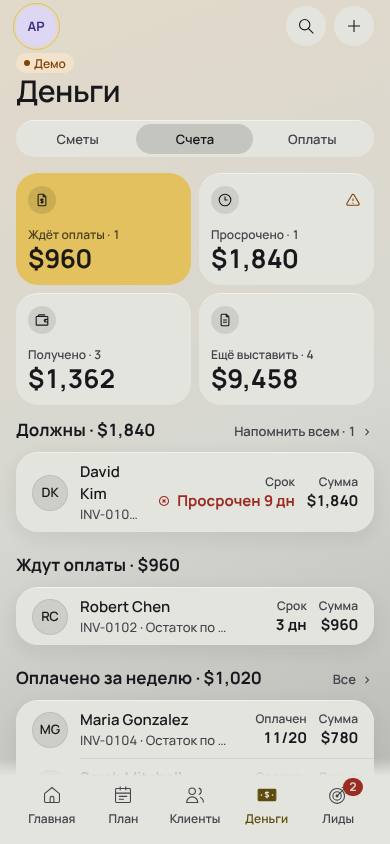 AP
Демо
Деньги
Сметы
Счета
Оплаты
Ждёт оплаты · 1
$960
Просрочено · 1
$1,840
Получено · 3
$1,362
Ещё выставить · 4
$9,458
Должны · $1,840
Напомнить всем · 1
DK
David
Kim
INV-010...
Срок
Просрочен 9 дн
Сумма
$1,840
Ждут оплаты · $960
RC
Robert Chen
INV-0102 · Остаток по ...
Срок
3 дн
Сумма
$960
Оплачено за неделю · $1,020
Все
MG
Maria Gonzalez
INV-0104 · Остаток по ...
Оплачен
11/20
Сумма
$780
Главная
План
Клиенты
Деньги
2
Лиды